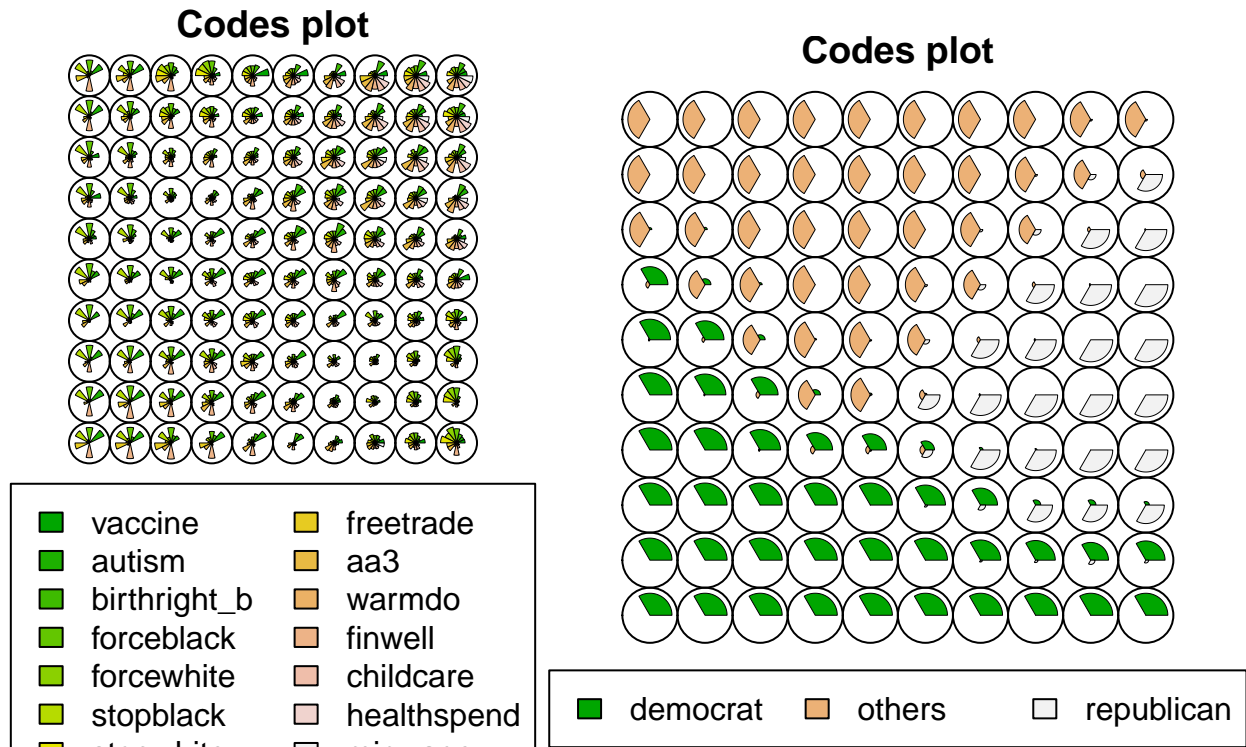 Codes plot
vaccine freetrade
autism aa3
birthright_b warmdo
forceblack finwell
forcewhite childcare
stopblack healthspend
Codes plot
democrat others republican